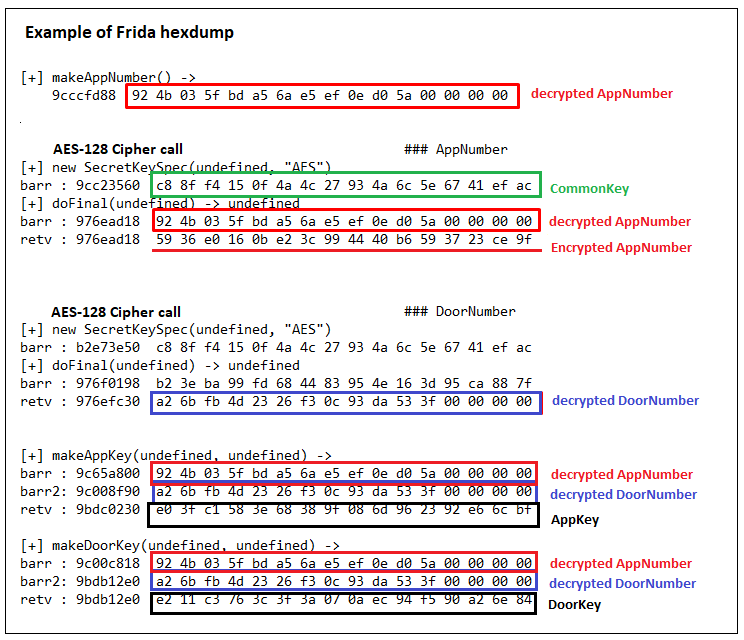 Example of Frida hexdump
[+] makeAppNumber() ->
9cccfd88 92 4b 03 5f bd a5 6a e5 ef 0e d0 5a 00 00 00 00 decrypted AppNumber
.
AES-128 Cipher call ### AppNumber
[+] new SecretKeySpec(undefined, "AES")
barr : 9cc23560 c8 8f f4 15 0f 4a 4c 27 93 4a 6c 5e 67 41 ef ac CommonKey
[+] doFinal(undefined) -> undefined
barr : 976ead18 92 4b 03 5f bd a5 6a e5 ef 0e d0 5a 00 00 00 00 decrypted AppNumber
retv : 976ead18 59 36 e0 16 0b e2 3c 99 44 40 b6 59 37 23 ce 9f Encrypted AppNumber
AES-128 Cipher call ### DoorNumber
[+] new SecretKeySpec(undefined, "AES")
barr : b2e73e50 c8 8f f4 15 0f 4a 4c 27 93 4a 6c 5e 67 41 ef ac
[+] doFinal(undefined) -> undefined
barr : 976f0198 b2 3e ba 99 fd 68 44 83 95 4e 16 3d 95 ca 88 7f
retv : 976efc30 a2 6b fb 4d 23 26 f3 0c 93 da 53 3f 00 00 00 00 decrypted DoorNumber
[+] makeAppKey(undefined, undefined) ->
barr : 9c65a800 92 4b 03 5f bd a5 6a e5 ef 0e d0 5a 00 00 00 00 decrypted AppNumber
barr2: 9c008f90 a2 6b fb 4d 23 26 f3 0c 93 da 53 3f 00 00 00 00 decrypted DoorNumber
retv : 9bdc0230 e0 3f c1 58 3e 68 38 9f 08 6d 96 23 92 e6 6c bf AppKey
[+] makeDoorKey(undefined, undefined) ->
barr : 9c00c818 92 4b 03 5f bd a5 6a e5 ef 0e d0 5a 00 00 00 00 decrypted AppNumber
barr2: 9bdb12e0 a2 6b fb 4d 23 26 f3 0c 93 da 53 3f 00 00 00 00 decrypted DoorNumber
retv : 9bdb12e0 e2 11 c3 76 3c 3f 3a 07 0a ec 94 f5 90 a2 6e 84 DoorKey